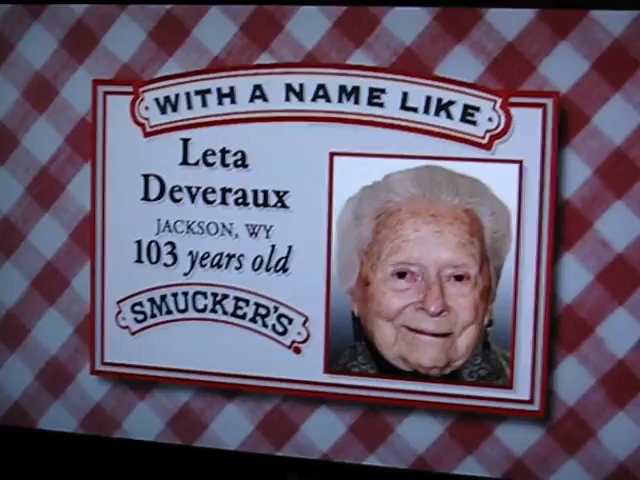 WITH A NAME LIKE
Leta
Deveraux
JACKSON, WY
103 years old
SMUCKER'S.